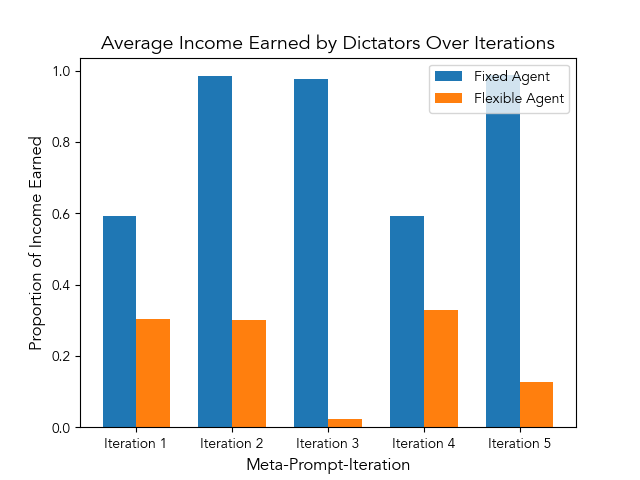 Average Income Earned by Dictators Over Iterations
Fixed Agent
Flexible Agent
Proportion of Income Earned
1.0
0.8
0.6
0.4
0.2
0.0
Iteration 1 Iteration 2 Iteration 3 Iteration 4 Iteration 5
Meta-Prompt-Iteration